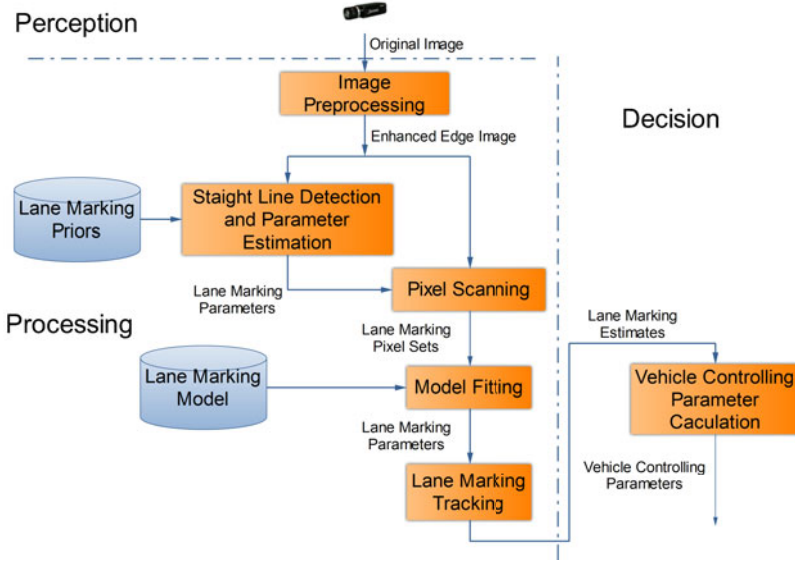 Perception
Original Image
Image
Preprocessing
Decision
Enhanced Edge Image
Lane Marking
Priors
Staight Line Detection
and Parameter
Estimation
Lane Marking
Parameters
Pixel Scanning
Processing
Lane Marking
Pixel Sets
Lane Marking
Estimates
Lane Marking
Model
Model Fitting
Vehicle Controlling
Parameter
Caculation
Lane Marking
Parameters
Lane Marking
Tracking
Vehicle Controlling
Parameters